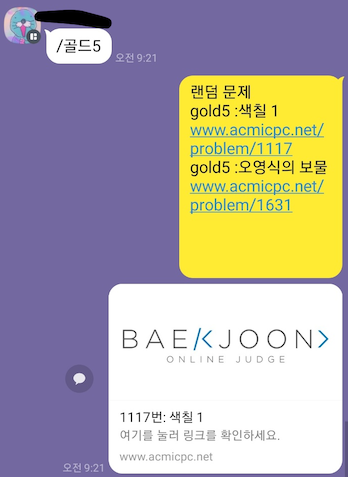 /골드5
오전 9:21
랜덤 문제
gold5 :색칠 1
www.acmicpc.net/
problem/1117
gold5 :오영식의 보물
www.acmicpc.net/
problem/1631
BAEKJOON
ONLINE JUDGE
1117번: 색칠 1
여기를 눌러 링크를 확인하세요.
www.acmicpc.net
오전 9:21